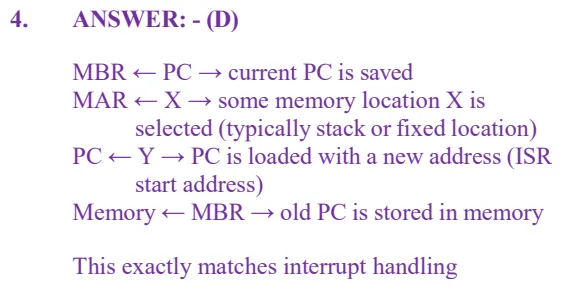 4. ANSWER: - (D)
MBR ← PC → current PC is saved
MAR ← X → some memory location X is
selected (typically stack or fixed location)
PC ← Y → PC is loaded with a new address (ISR
start address)
Memory ← MBR → old PC is stored in memory
This exactly matches interrupt handling